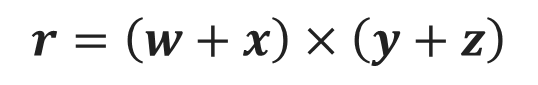 r = (w + x) × (y + z)